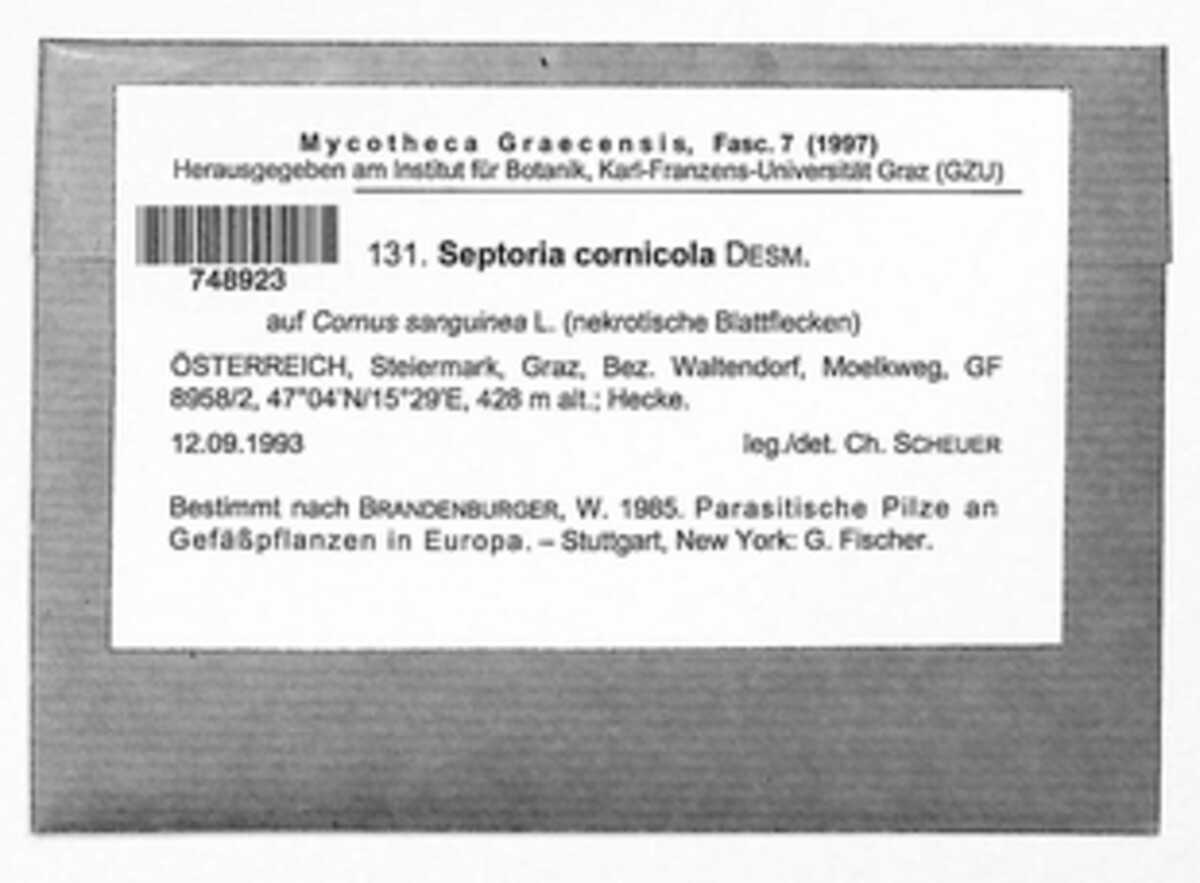 Mycotheca Graecensis, Fasc. 7 (1997)
Herausgegeben am Institut für Botanik, Karl-Franzens-Universität Graz (GZU)
748923
131. Septoria cornicola DESM.
auf Cornus sanguinea L. (nekrotische Blattflecken)
ÖSTERREICH, Steiermark, Graz, Bez. Waltendorf, Moelkweg, GF
8958/2, 47°04'N/15°29'E, 428 m alt.; Hecke.
12.09.1993 leg./det. Ch. SCHEUER
Bestimmt nach BRANDENBURGER, W. 1985. Parasitische Pilze an
Gefäßpflanzen in Europa. – Stuttgart, New York: G. Fischer.